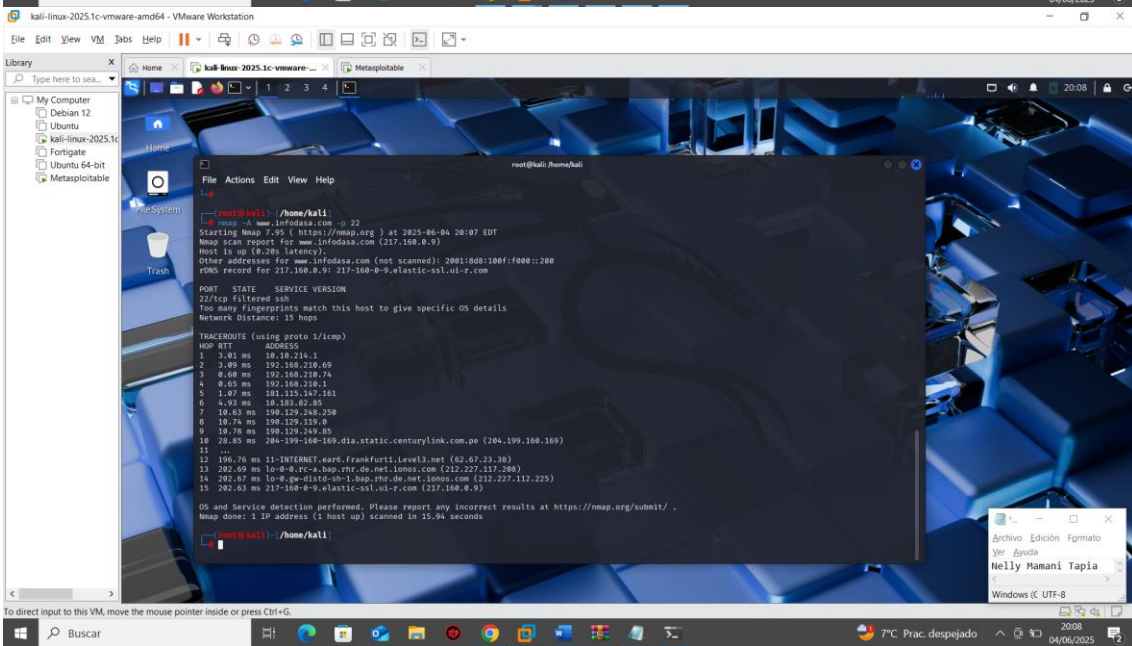 04/06/2025
kali-linux-2025.1c-vmware-amd64 - VMware Workstation
File Edit View VM Tabs Help
Library X
Home
kali-linux-2025.1c-vmware-...
Metasploitable
Type here to sea...
1 2 3 4
20:08
My Computer
Debian 12
Ubuntu
kali-linux-2025.1c
Fortigate
Ubuntu 64-bit
Metasploitable
Home
File System
Trash
root@kali: /home/kali
File Actions Edit View Help
#
(root@kali)-[/home/kali]
# nmap -A www.infodasa.com -p 22
Starting Nmap 7.95 ( https://nmap.org ) at 2025-06-04 20:07 EDT
Nmap scan report for www.infodasa.com (217.160.0.9)
Host is up (0.20s latency).
Other addresses for www.infodasa.com (not scanned): 2001:8d8:100f:f000::200
rDNS record for 217.160.0.9: 217-160-0-9.elastic-ssl.ui-r.com
PORT STATE SERVICE VERSION
22/tcp filtered ssh
Too many fingerprints match this host to give specific OS details
Network Distance: 15 hops
TRACEROUTE (using proto 1/icmp)
HOP RTT ADDRESS
1 3.01 ms 10.10.214.1
2 3.09 ms 192.168.210.69
3 0.60 ms 192.168.210.74
4 0.65 ms 192.168.210.1
5 1.07 ms 181.115.147.161
6 4.93 ms 10.183.82.85
7 10.63 ms 190.129.248.250
8 10.74 ms 190.129.119.0
9 10.78 ms 190.129.249.85
10 28.85 ms 204-199-160-169.dia.static.centurylink.com.pe (204.199.160.169)
11 ...
12 196.76 ms 11-INTERNET.ear6.Frankfurt1.Level3.net (62.67.23.38)
13 202.69 ms lo-0-0.rc-a.bap.rhr.de.net.ionos.com (212.227.117.208)
14 202.67 ms lo-0.gw-distd-sh-1.bap.rhr.de.net.ionos.com (212.227.112.225)
15 202.63 ms 217-160-0-9.elastic-ssl.ui-r.com (217.160.0.9)
OS and Service detection performed. Please report any incorrect results at https://nmap.org/submit/ .
Nmap done: 1 IP address (1 host up) scanned in 15.94 seconds
(root@kali)-[/home/kali]
#
Archivo Edición Formato
Ver Ayuda
Nelly Mamani Tapia
Windows (C UTF-8
To direct input to this VM, move the mouse pointer inside or press Ctrl+G.
Buscar
7°C Prac. despejado
20:08
04/06/2025
2